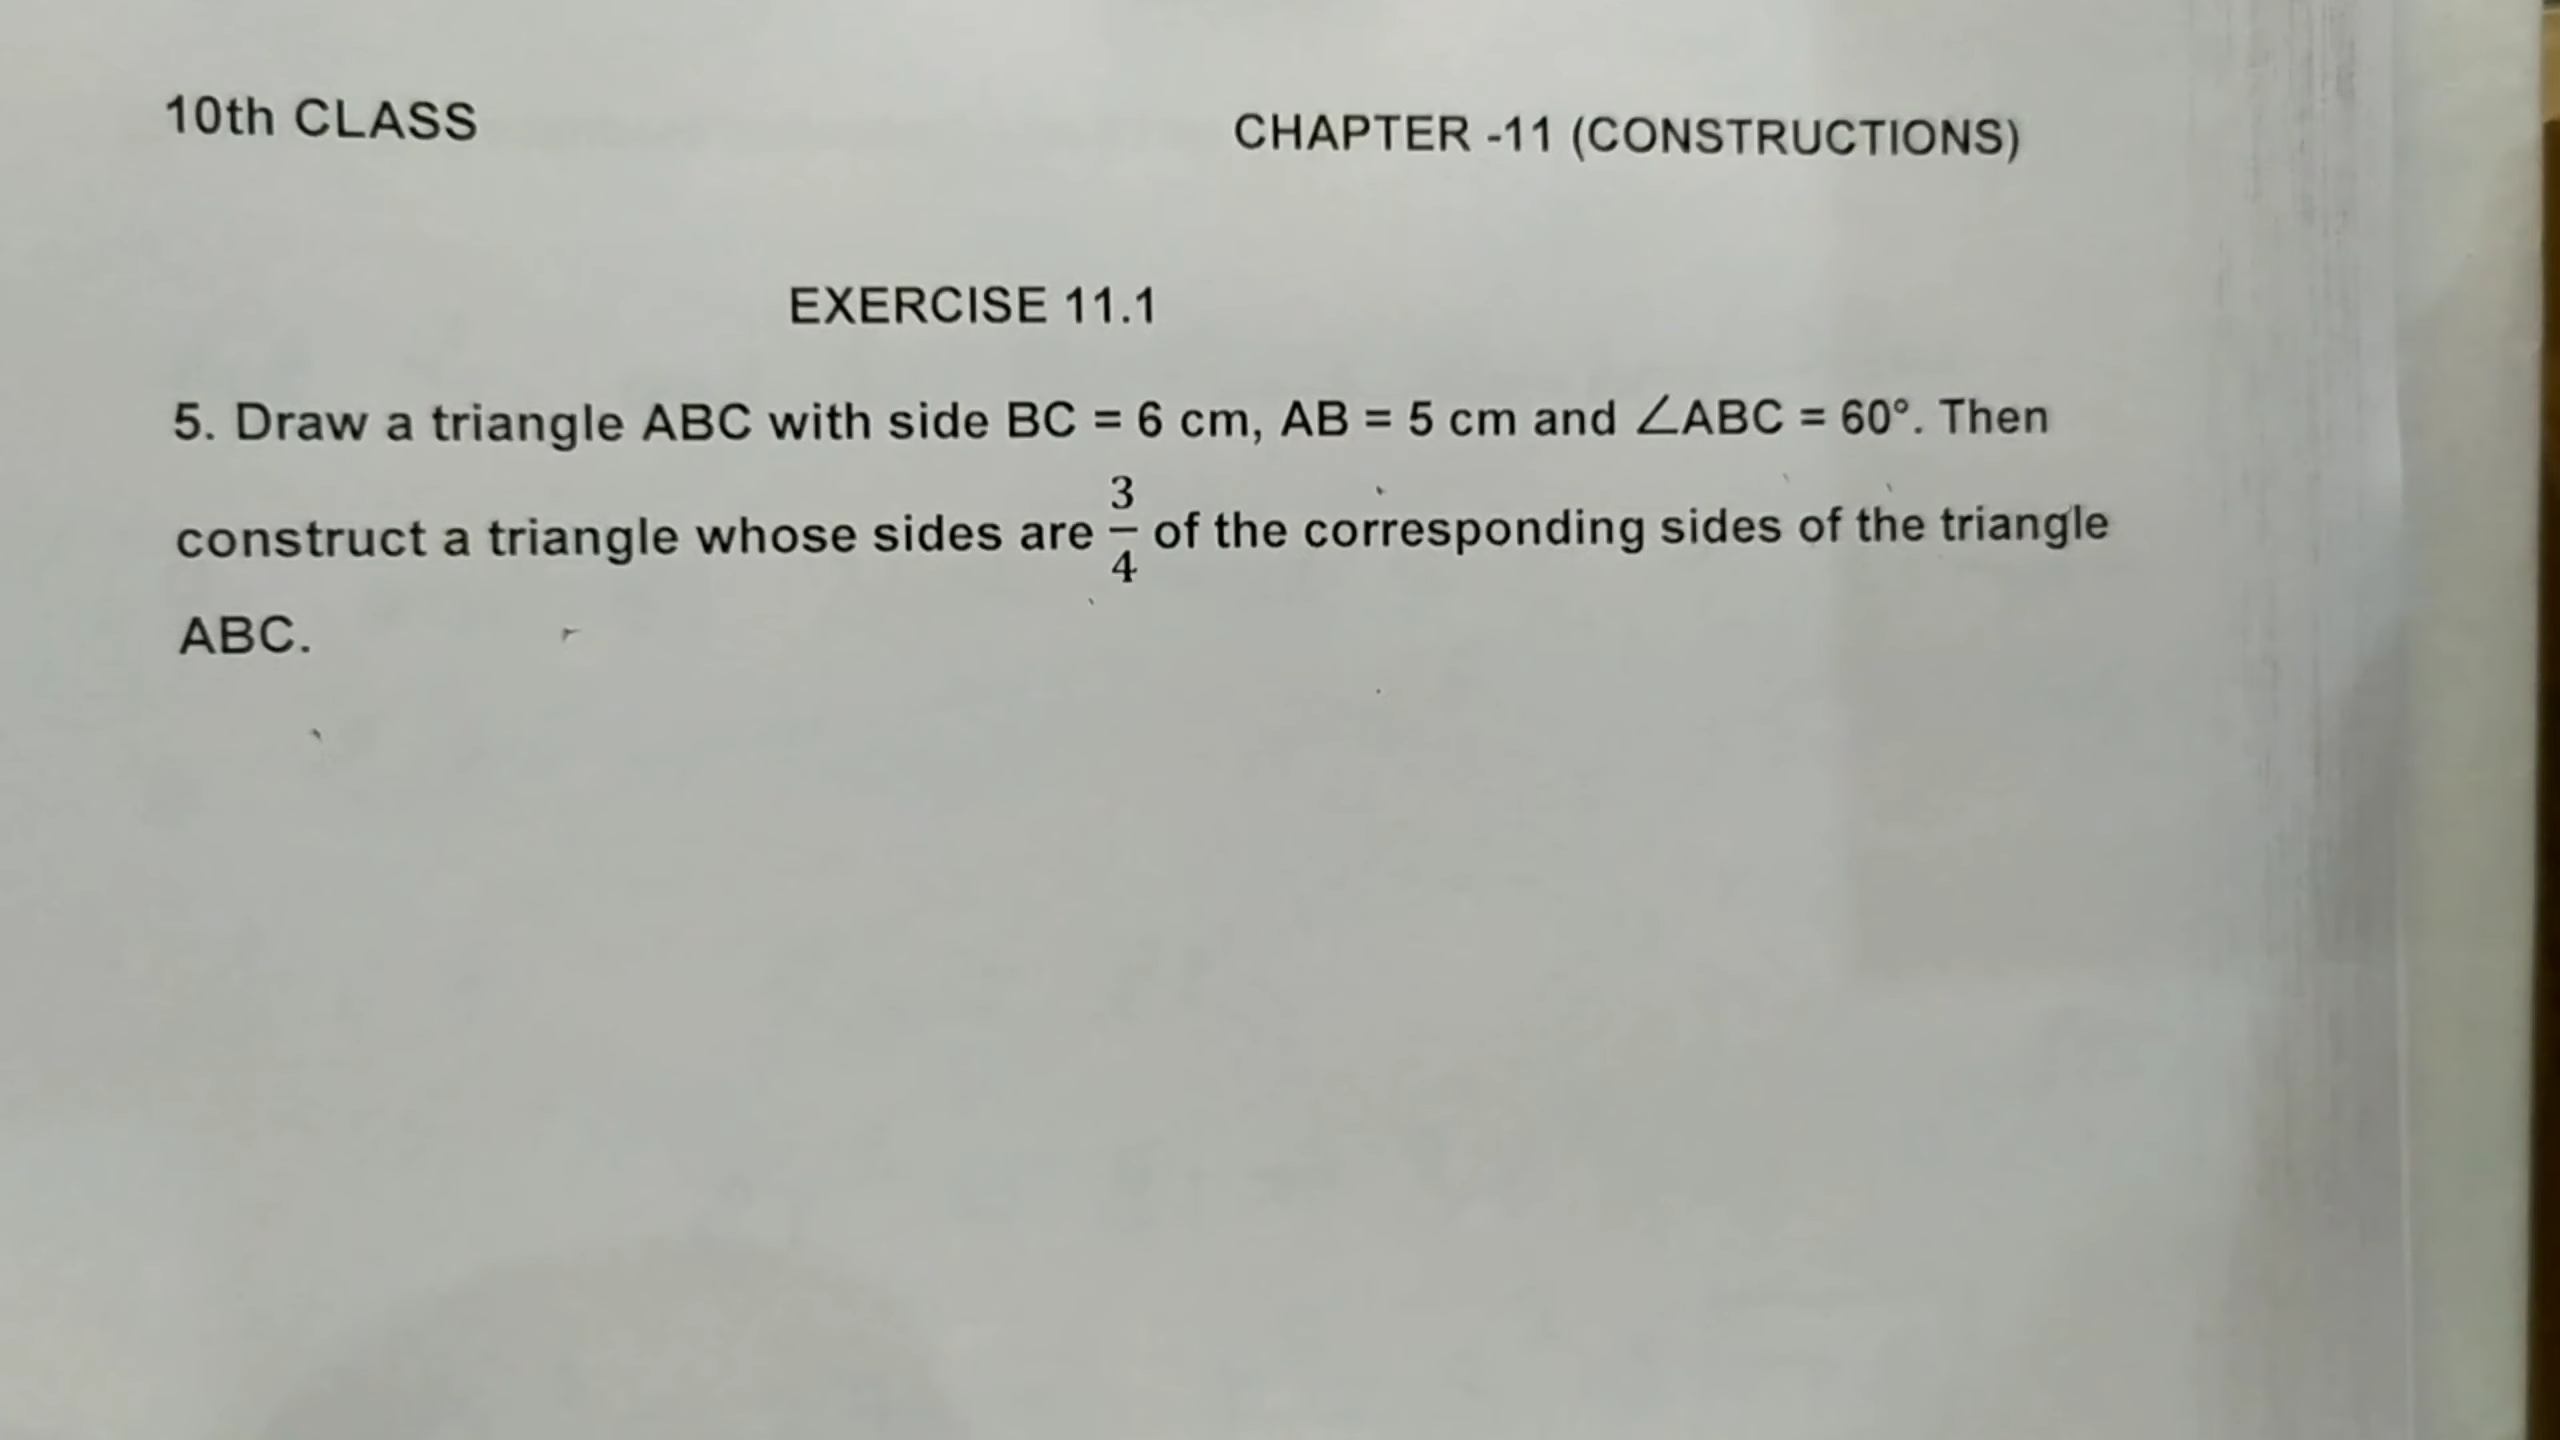 10th CLASS
CHAPTER -11 (CONSTRUCTIONS)
EXERCISE 11.1
5. Draw a triangle ABC with side BC = 6 cm, AB = 5 cm and ∠ABC = 60°. Then
construct a triangle whose sides are 3/4 of the corresponding sides of the triangle
ABC.